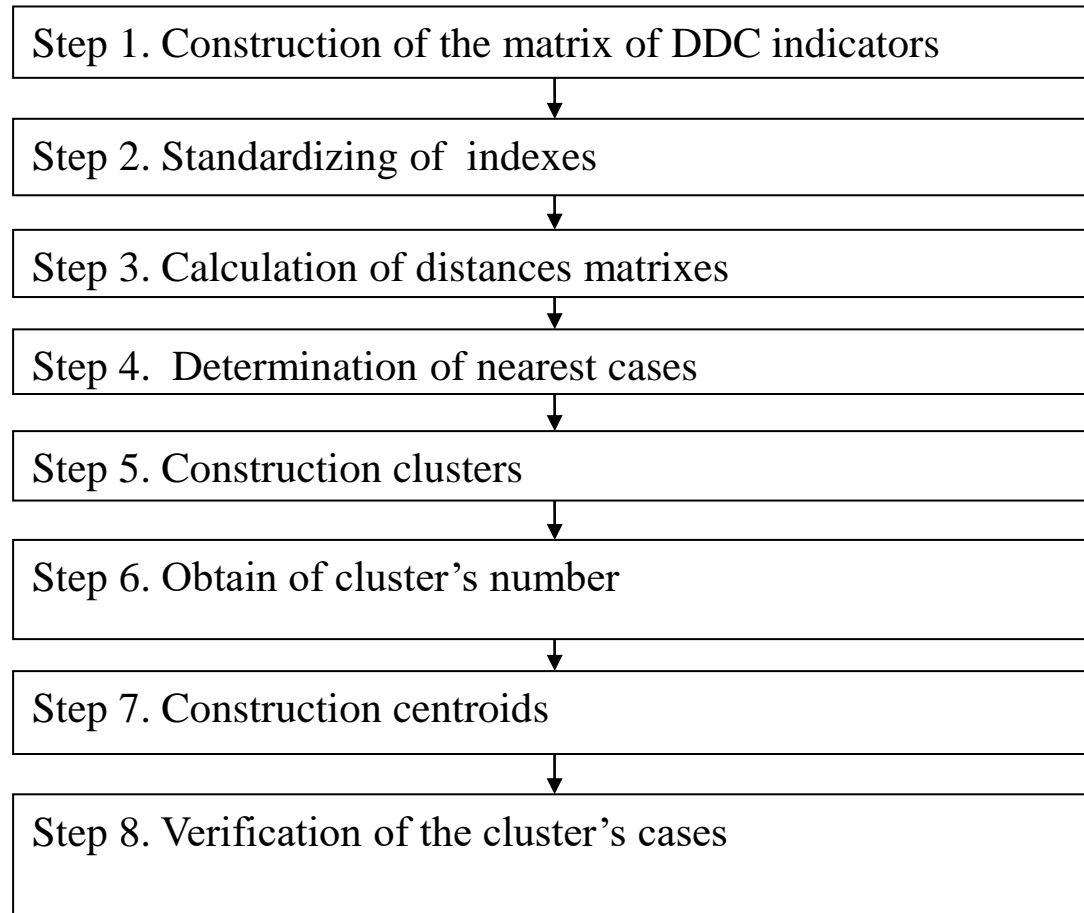 Step 1. Construction of the matrix of DDC indicators
Step 2. Standardizing of indexes
Step 3. Calculation of distances matrixes
Step 4. Determination of nearest cases
Step 5. Construction clusters
Step 6. Obtain of cluster’s number
Step 7. Construction centroids
Step 8. Verification of the cluster’s cases